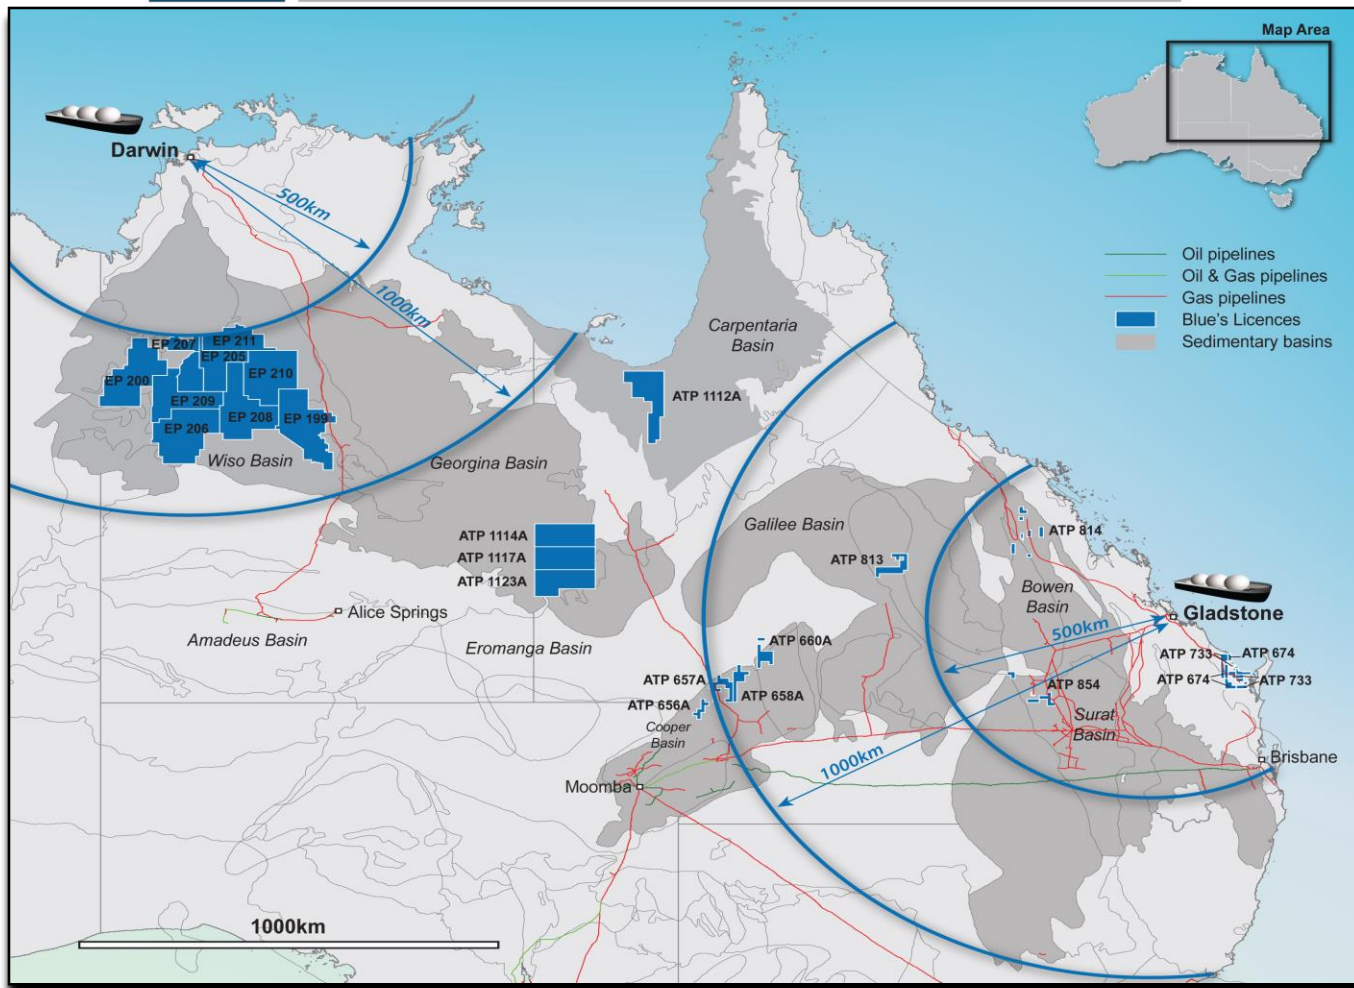 Map Area
Darwin
500km
1000km
Oil pipelines
Oil & Gas pipelines
Gas pipelines
Blue's Licences
Sedimentary basins
Carpentaria
Basin
EP 207
EP 211
EP 205
EP 200
EP 210
EP 209
EP 208
EP 199
EP 206
Wiso Basin
ATP 1112A
Georgina Basin
Galilee Basin
ATP 1114A
ATP 1117A
ATP 1123A
ATP 813
ATP 814
Bowen
Basin
Gladstone
500km
Alice Springs
Amadeus Basin
Eromanga Basin
ATP 660A
ATP 657A
ATP 658A
ATP 656A
Cooper
Basin
ATP 733
ATP 674
674
ATP 733
ATP 854
Surat
Basin
1000km
Brisbane
Moomba
1000km